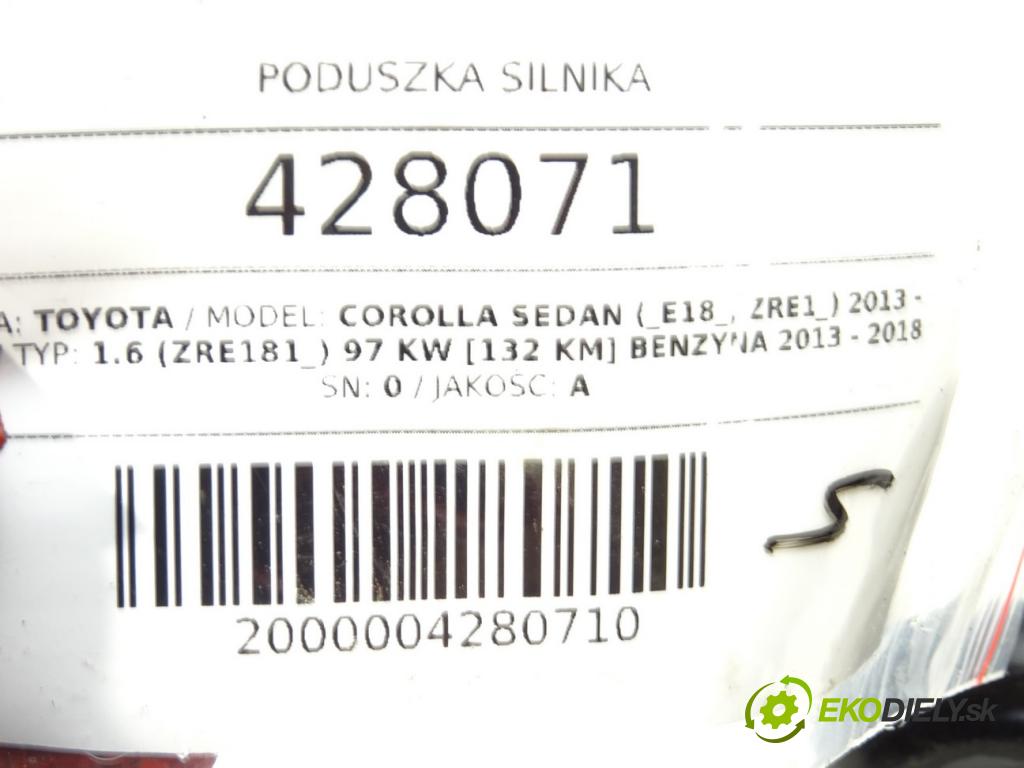 PODUSZKA SILNIKA
428071
A: TOYOTA / MODEL: COROLLA SEDAN (_E18_, ZRE1_) 2013 -
TYP: 1.6 (ZRE181_) 97 KW [132 KM] BENZYNA 2013 - 2018
SN: 0 / JAKOŚĆ: A
S
2000004280710
EKODIELY.sk